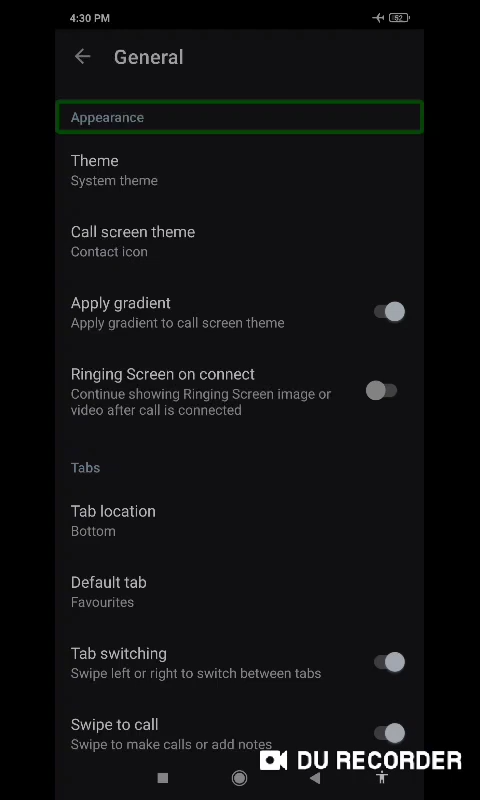 4:30 PM
52
General
Appearance
Theme
System theme
Call screen theme
Contact icon
Apply gradient
Apply gradient to call screen theme
Ringing Screen on connect
Continue showing Ringing Screen image or
video after call is connected
Tabs
Tab location
Bottom
Default tab
Favourites
Tab switching
Swipe left or right to switch between tabs
Swipe to call
Swipe to make calls or add notes
DU RECORDER